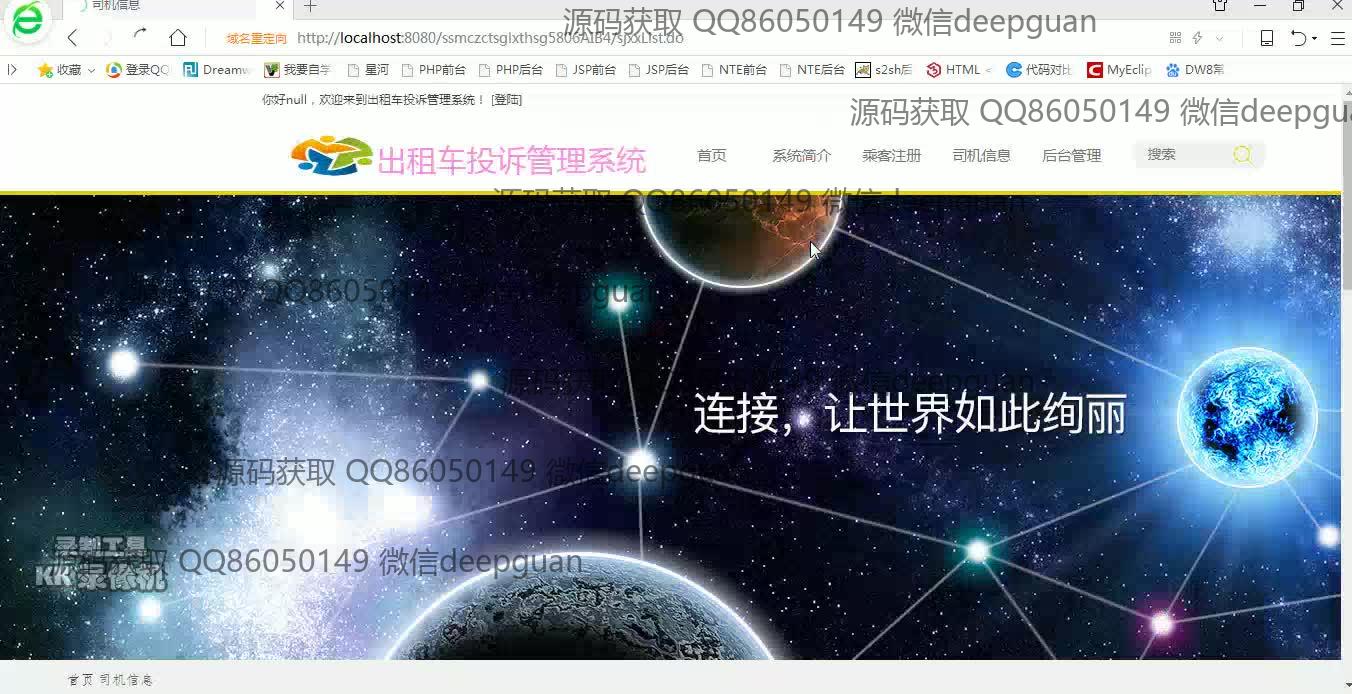 司机信息
源码获取 QQ86050149 微信deepguan
域名重定向 http://localhost:8080/ssmczctsglxthsg5806AIB4/sjxxList.do
收藏 登录QQ Dreamw 我要自学 星河 PHP前台 PHP后台 JSP前台 JSP后台 NTE前台 NTE后台 s2sh后 HTML < 代码对比 MyEclip DW8常
你好null，欢迎来到出租车投诉管理系统！ [登陆]
源码获取 QQ86050149 微信deepgua
出租车投诉管理系统 首页 系统简介 乘客注册 司机信息 后台管理 搜索
源码获取 QQ86050149 微信deepguan
源码获取 QQ86050149 微信deepguan
源码获取 QQ86050149 微信deepguan
连接，让世界如此绚丽
源码获取 QQ86050149 微信deepguan
录制工具
源码获取 QQ86050149 微信deepguan
KK录像机
首页 司机信息